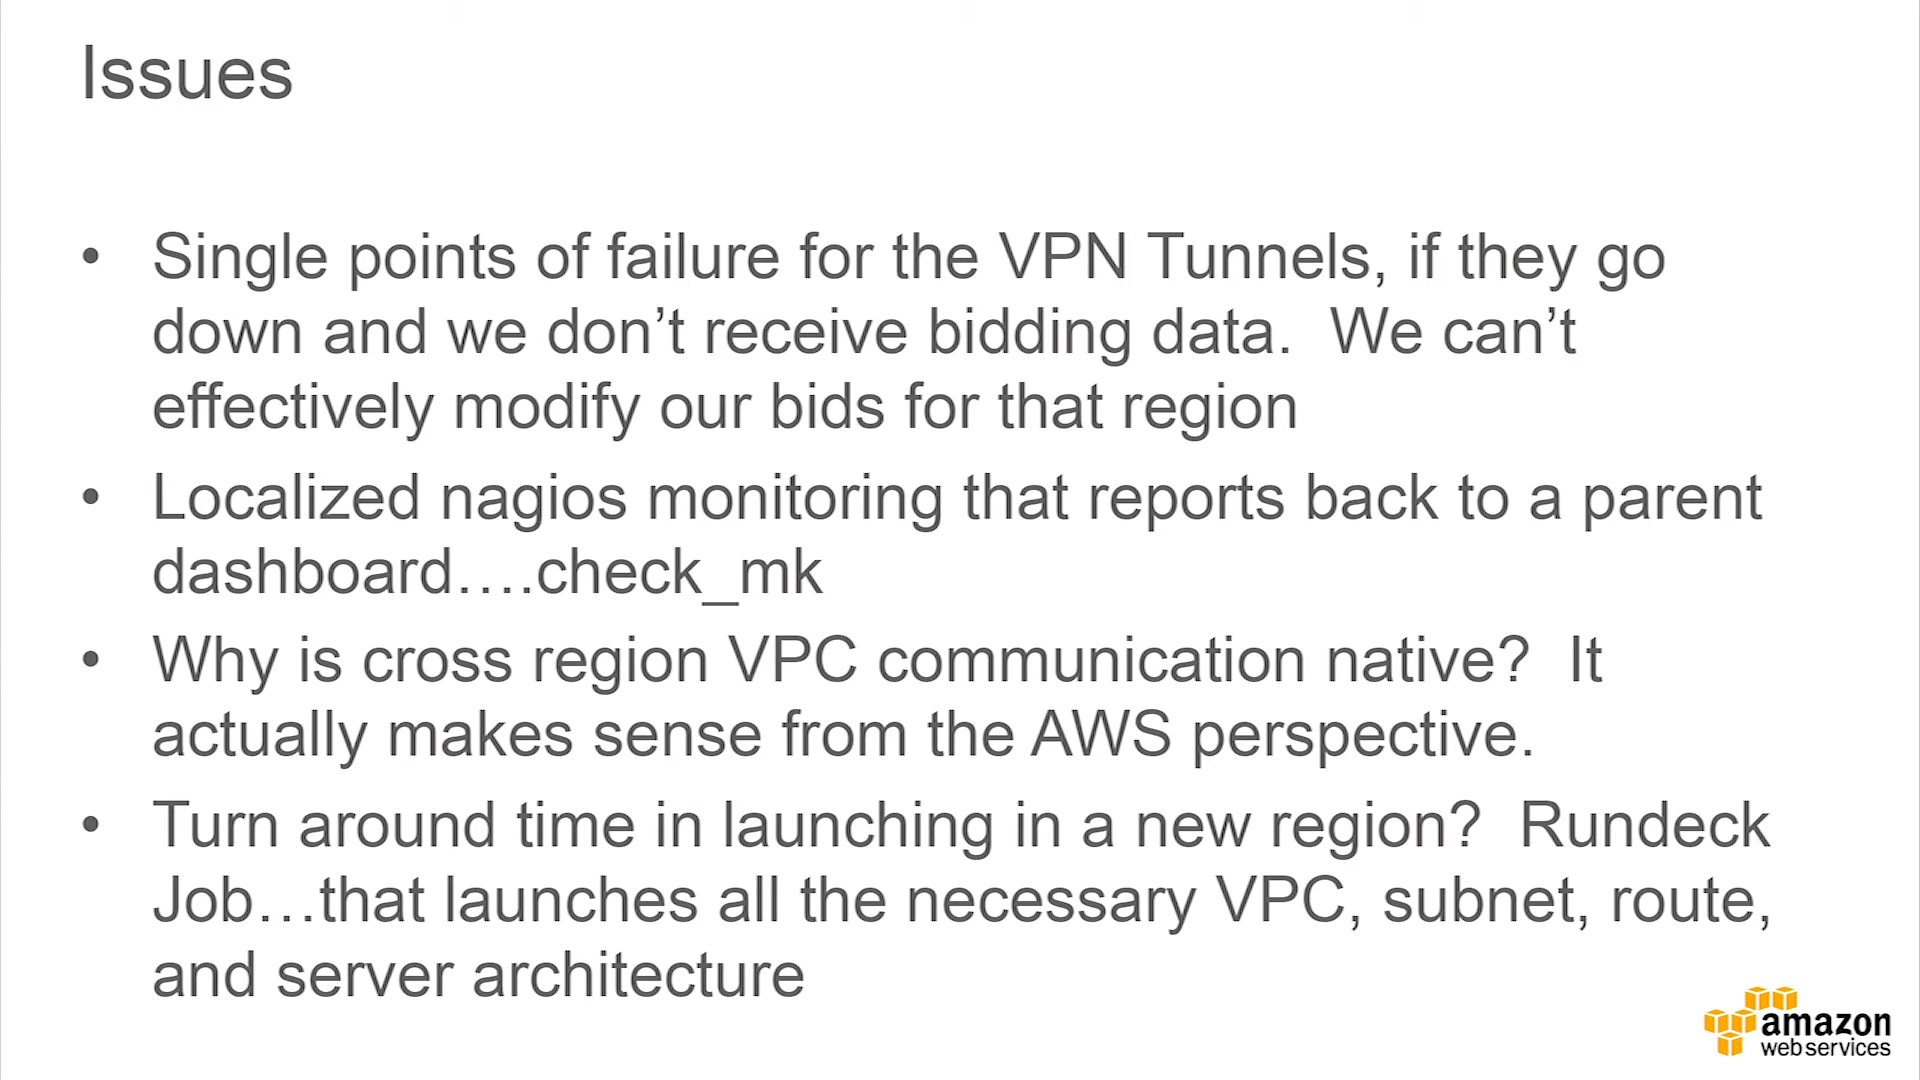 Issues
• Single points of failure for the VPN Tunnels, if they go
down and we don’t receive bidding data.  We can’t
effectively modify our bids for that region
• Localized nagios monitoring that reports back to a parent
dashboard….check_mk
• Why is cross region VPC communication native?  It
actually makes sense from the AWS perspective.
• Turn around time in launching in a new region?  Rundeck
Job…that launches all the necessary VPC, subnet, route,
and server architecture
amazon
webservices